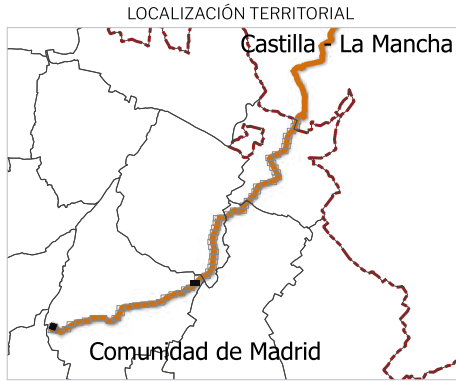 LOCALIZACIÓN TERRITORIAL
Castilla - La Mancha
Comunidad de Madrid